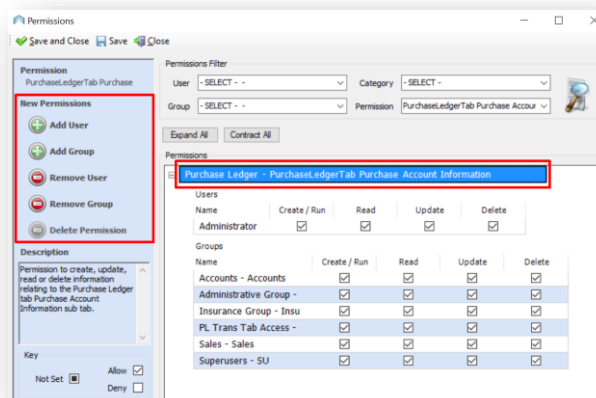 Permissions
Save and Close Save Close
Permission
PurchaseLedgerTab Purchase
New Permissions
Add User
Add Group
Remove User
Remove Group
Delete Permission
Description
Permission to create, update,
read or delete information
relating to the Purchase Ledger
tab Purchase Account
Information sub tab.
Key
Not Set Allow
Deny
Permissions Filter
User - SELECT - - Category - SELECT -
Group - SELECT - - Permission PurchaseLedgerTab Purchase Accour
Expand All Contract All
Permissions
Purchase Ledger - PurchaseLedgerTab Purchase Account Information
Users
Name Create / Run Read Update Delete
Administrator
Groups
Name Create / Run Read Update Delete
Accounts - Accounts
Administrative Group -
Insurance Group - Insu
PL Trans Tab Access -
Sales - Sales
Superusers - SU